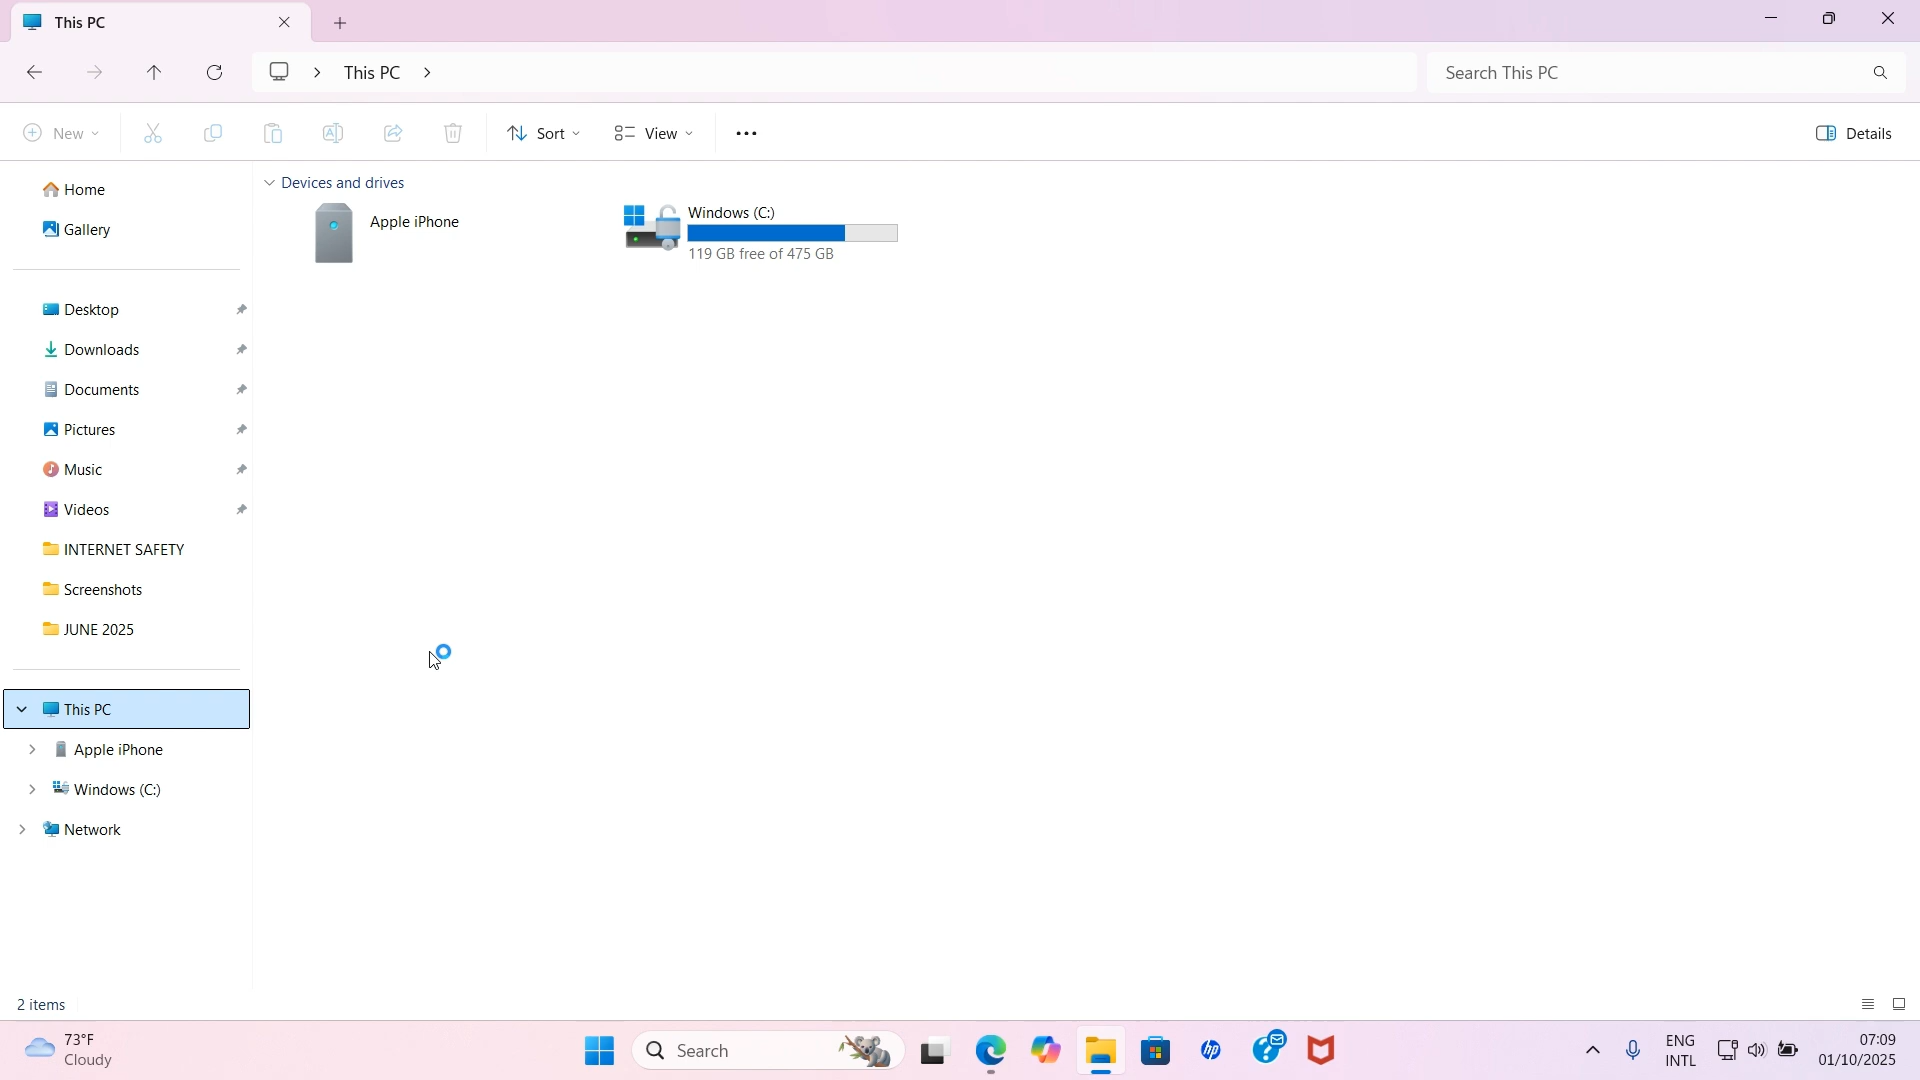 This PC
This PC
Search This PC
New
Sort
View
Details
Home
Gallery
Desktop
Downloads
Documents
Pictures
Music
Videos
INTERNET SAFETY
Screenshots
JUNE 2025
This PC
Apple iPhone
Windows (C:)
Network
Devices and drives
Apple iPhone
Windows (C:)
119 GB free of 475 GB
2 items
73°F
Cloudy
Search
hp
ENG
INTL
07:09
01/10/2025